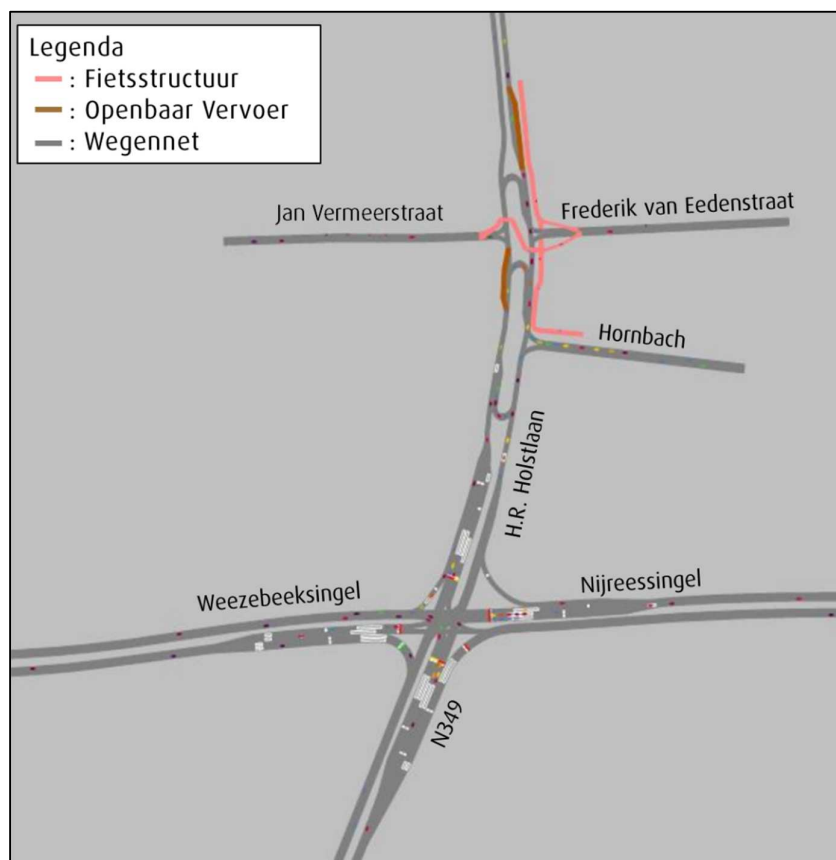 Legenda
: Fietsstructuur
: Openbaar Vervoer
: Wegennet
Jan Vermeerstraat
Frederik van Eedenstraat
Hornbach
H.R. Holstlaan
Weezebeeksingel
Nijreessingel
N349